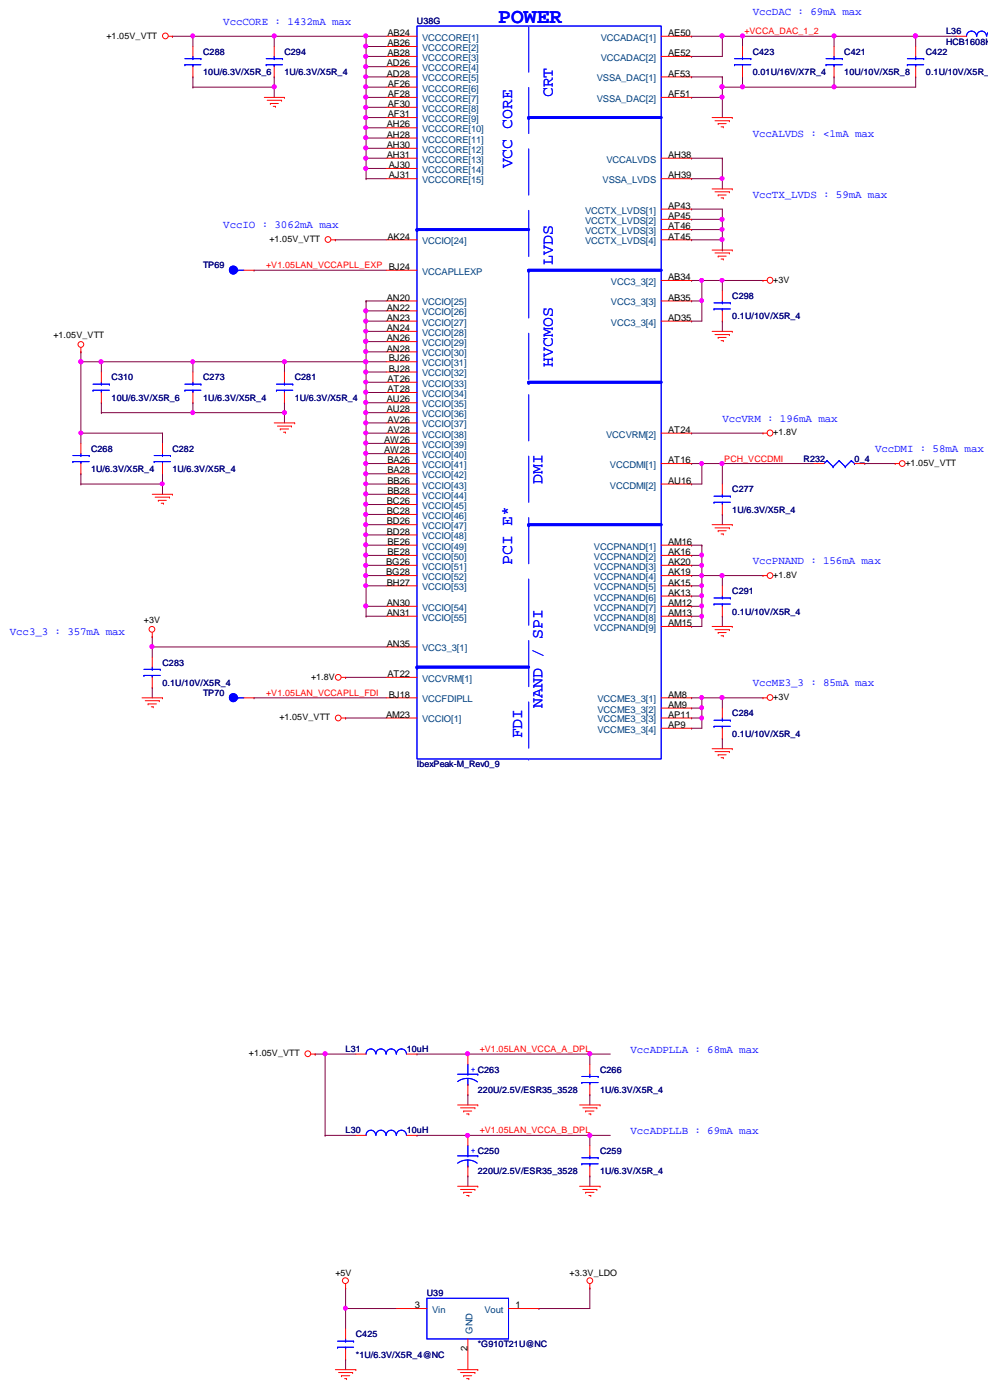 POWER
VccDAC : 69mA max
VccCORE : 1432mA max
U38G
+1.05V_VTT
AB24 VCCCORE[1]
AB26 VCCCORE[2]
AB28 VCCCORE[3]
AD26 VCCCORE[4]
AD28 VCCCORE[5]
AF26 VCCCORE[6]
AF28 VCCCORE[7]
AF30 VCCCORE[8]
AF31 VCCCORE[9]
AH26 VCCCORE[10]
AH28 VCCCORE[11]
AH30 VCCCORE[12]
AH31 VCCCORE[13]
AJ30 VCCCORE[14]
AJ31 VCCCORE[15]
C288
10U/6.3V/X5R_6
C294
1U/6.3V/X5R_4
VCC CORE
CRT
VCCADAC[1] AE50
VCCADAC[2] AE52
VSSA_DAC[1] AF53
VSSA_DAC[2] AF51
+VCCA_DAC_1_2
C423
0.01U/16V/X7R_4
C421
10U/10V/X5R_8
C422
0.1U/10V/X5R_
L36
HCB1608K
VccALVDS : <1mA max
VCCALVDS AH38
VSSA_LVDS AH39
VccTX_LVDS : 59mA max
VCCTX_LVDS[1] AP43
VCCTX_LVDS[2] AP45
VCCTX_LVDS[3] AT46
VCCTX_LVDS[4] AT45
LVDS
VccIO : 3062mA max
+1.05V_VTT
AK24 VCCIO[24]
TP69
+V1.05LAN_VCCAPLL_EXP
BJ24 VCCAPLLEXP
VCC3_3[2] AB34
VCC3_3[3] AB35
VCC3_3[4] AD35
+3V
C298
0.1U/10V/X5R_4
HVCMOS
AN20 VCCIO[25]
AN22 VCCIO[26]
AN23 VCCIO[27]
AN24 VCCIO[28]
AN26 VCCIO[29]
AN28 VCCIO[30]
BJ26 VCCIO[31]
BJ28 VCCIO[32]
AT26 VCCIO[33]
AT28 VCCIO[34]
AU26 VCCIO[35]
AU28 VCCIO[36]
AV26 VCCIO[37]
AV28 VCCIO[38]
AW26 VCCIO[39]
AW28 VCCIO[40]
BA26 VCCIO[41]
BA28 VCCIO[42]
BB26 VCCIO[43]
BB28 VCCIO[44]
BC26 VCCIO[45]
BC28 VCCIO[46]
BD26 VCCIO[47]
BD28 VCCIO[48]
BE26 VCCIO[49]
BE28 VCCIO[50]
BG26 VCCIO[51]
BG28 VCCIO[52]
BH27 VCCIO[53]
AN30 VCCIO[54]
AN31 VCCIO[55]
+1.05V_VTT
C310
10U/6.3V/X5R_6
C273
1U/6.3V/X5R_4
C281
1U/6.3V/X5R_4
C268
1U/6.3V/X5R_4
C282
1U/6.3V/X5R_4
VccVRM : 196mA max
VCCVRM[2] AT24
+1.8V
VccDMI : 58mA max
VCCDMI[1] AT16
VCCDMI[2] AU16
PCH_VCCDMI
R232 0_4
+1.05V_VTT
C277
1U/6.3V/X5R_4
DMI
PCI E*
VccPNAND : 156mA max
VCCPNAND[1] AM16
VCCPNAND[2] AK16
VCCPNAND[3] AK20
VCCPNAND[4] AK19
VCCPNAND[5] AK15
VCCPNAND[6] AK13
VCCPNAND[7] AM12
VCCPNAND[8] AM13
VCCPNAND[9] AM15
+1.8V
C291
0.1U/10V/X5R_4
NAND / SPI
Vcc3_3 : 357mA max
+3V
AN35 VCC3_3[1]
C283
0.1U/10V/X5R_4
+1.8V
AT22 VCCVRM[1]
TP70
+V1.05LAN_VCCAPLL_FDI
BJ18 VCCFDIPLL
+1.05V_VTT
AM23 VCCIO[1]
FDI
VccME3_3 : 85mA max
VCCME3_3[1] AM8
VCCME3_3[2] AM9
VCCME3_3[3] AP11
VCCME3_3[4] AP9
+3V
C284
0.1U/10V/X5R_4
IbexPeak-M_Rev0_9
+1.05V_VTT
L31 10uH
+V1.05LAN_VCCA_A_DPL
VccADPLLA : 68mA max
+ C263
220U/2.5V/ESR35_3528
C266
1U/6.3V/X5R_4
L30 10uH
+V1.05LAN_VCCA_B_DPL
VccADPLLB : 69mA max
+ C250
220U/2.5V/ESR35_3528
C259
1U/6.3V/X5R_4
+5V
+3.3V_LDO
U39
3 Vin Vout 1
GND
2
*G910T21U@NC
C425
*1U/6.3V/X5R_4@NC